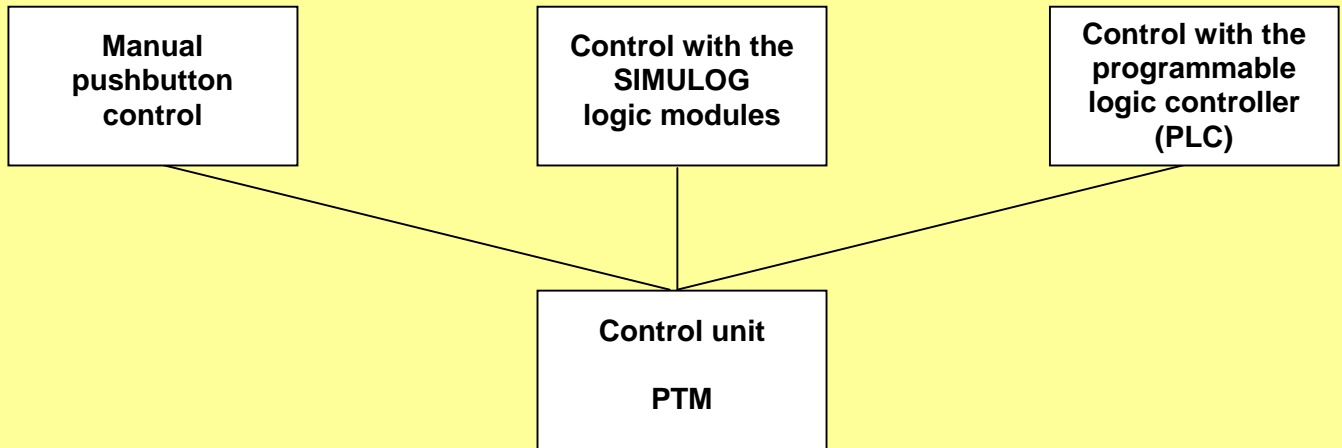 Manual
pushbutton
control
Control with the
SIMULOG
logic modules
Control with the
programmable
logic controller
(PLC)
Control unit
PTM